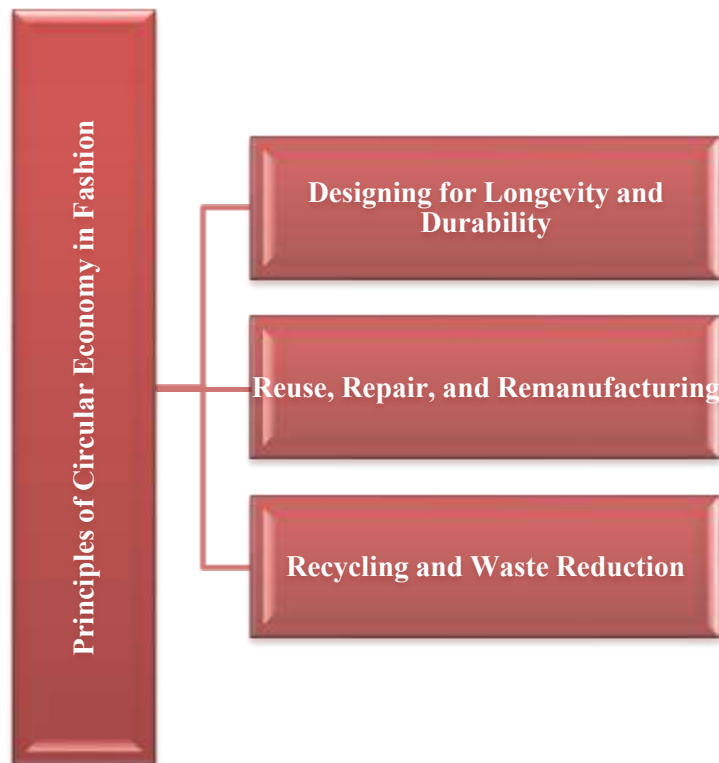 Principles of Circular Economy in Fashion
Designing for Longevity and
Durability
Reuse, Repair, and Remanufacturing
Recycling and Waste Reduction